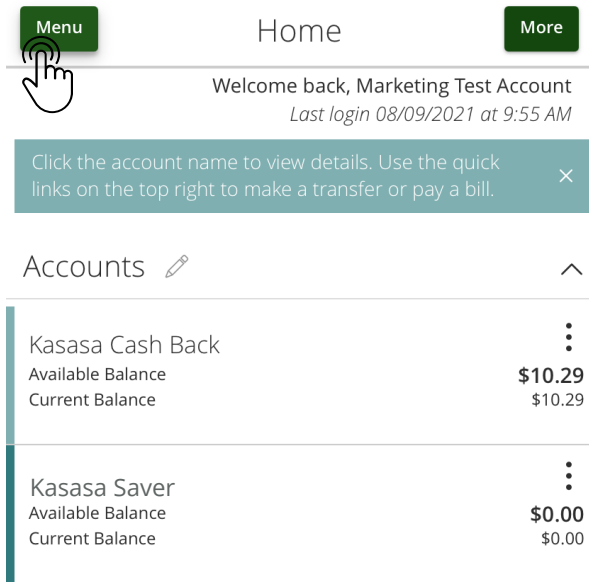 Menu
Home
More
Welcome back, Marketing Test Account
Last login 08/09/2021 at 9:55 AM
Click the account name to view details. Use the quick
links on the top right to make a transfer or pay a bill.
Accounts
Kasasa Cash Back
Available Balance $10.29
Current Balance $10.29
Kasasa Saver
Available Balance $0.00
Current Balance $0.00